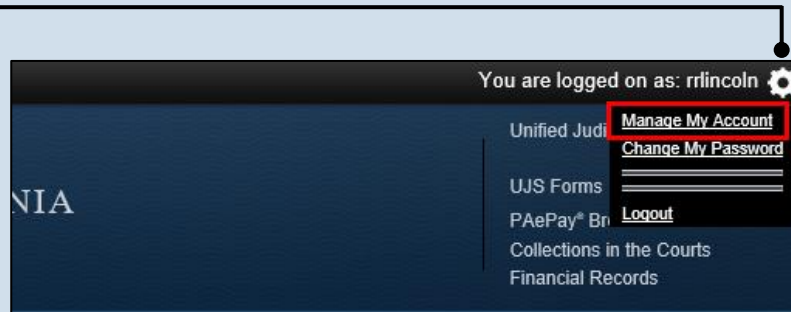 You are logged on as: rrlincoln
Unified Judi
Manage My Account
Change My Password
NIA
UJS Forms
PAePay® Br
Logout
Collections in the Courts
Financial Records